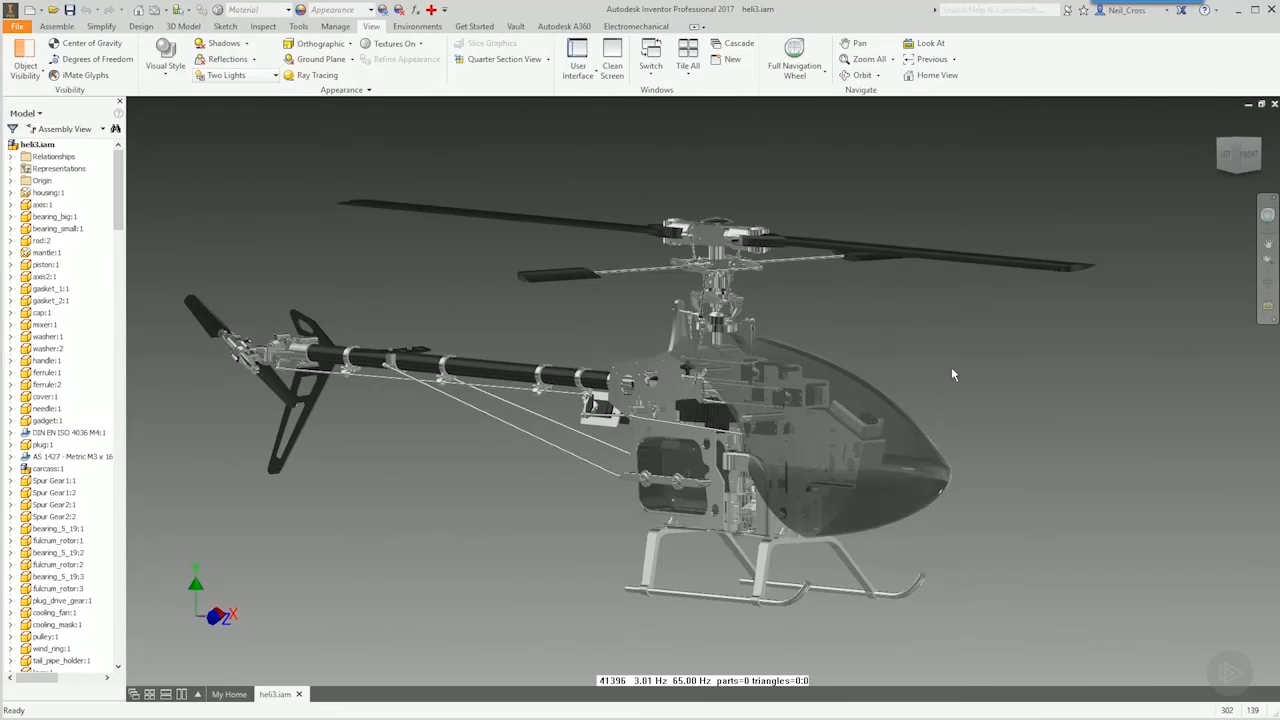 Material
Appearance
Autodesk Inventor Professional 2017 heli3.iam
Search Help & Commands...
Neil_Cross
File Assemble Simplify Design 3D Model Sketch Inspect Tools Manage View Environments Get Started Vault Autodesk A360 Electromechanical
Object Visibility
Center of Gravity
Degrees of Freedom
iMate Glyphs
Visual Style
Shadows
Reflections
Two Lights
Orthographic
Ground Plane
Ray Tracing
Textures On
Refine Appearance
Slice Graphics
Quarter Section View
User Interface
Clean Screen
Switch
Tile All
Cascade
New
Full Navigation Wheel
Pan
Zoom All
Orbit
Look At
Previous
Home View
Visibility Appearance Windows Navigate
Model
Assembly View
heli3.iam
Relationships
Representations
Origin
housing:1
axis:1
bearing_big:1
bearing_small:1
rod:2
mantle:1
piston:1
axis2:1
gasket_1:1
gasket_2:1
cap:1
mixer:1
washer:1
washer:2
handle:1
ferrule:1
ferrule:2
cover:1
needle:1
gadget:1
DIN EN ISO 4036 M4:1
plug:1
AS 1427 - Metric M3 x 16
carcass:1
Spur Gear1:1
Spur Gear1:2
Spur Gear2:1
Spur Gear2:2
bearing_5_19:1
fulcrum_rotor:1
bearing_5_19:2
fulcrum_rotor:2
bearing_5_19:3
fulcrum_rotor:3
plug_drive_gear:1
cooling_fan:1
cooling_mask:1
pulley:1
wind_ring:1
tail_pipe_holder:1
LEFT FRONT
Y
Z X
41396 3.01 Hz 65.00 Hz parts=0 triangles=0:0
My Home heli3.iam
Ready
302 139